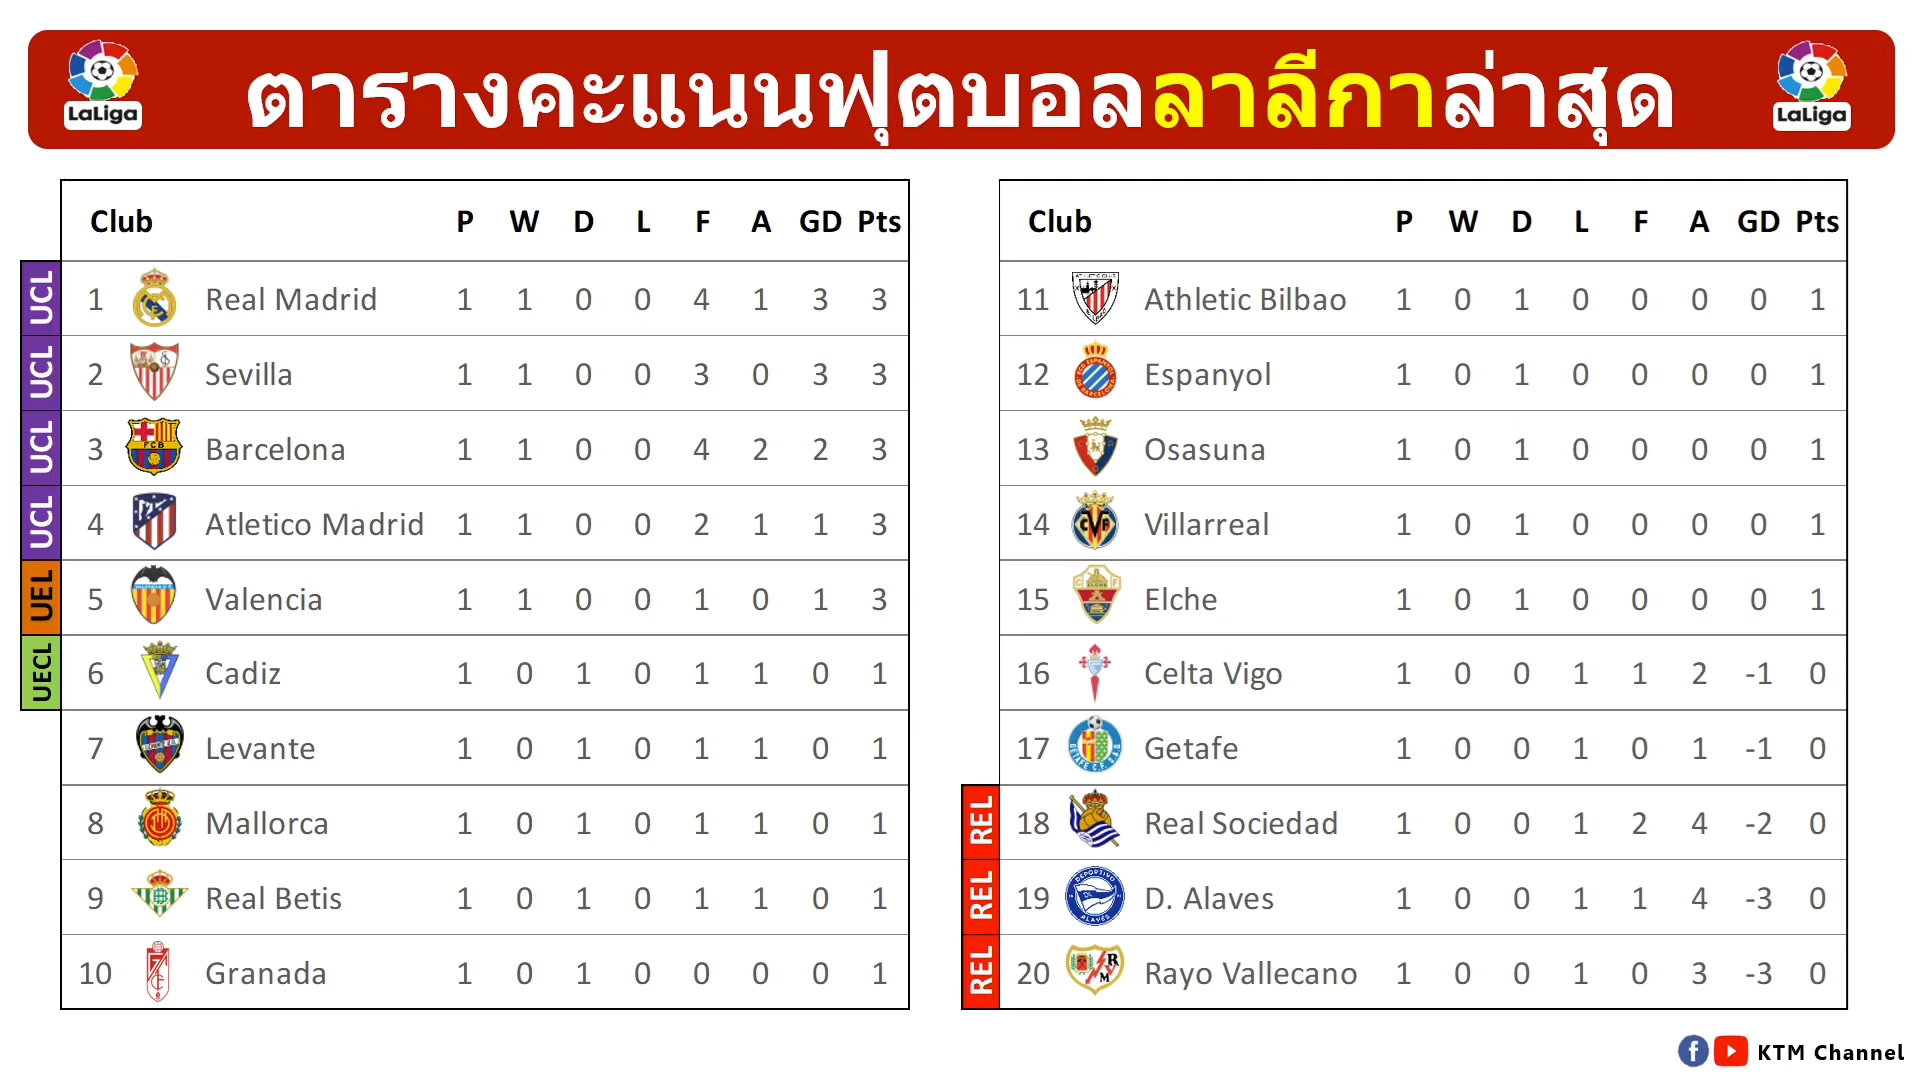 ตารางคะแนนฟุตบอลลาลีกาล่าสุด
LaLiga
LaLiga
Club P W D L F A GD Pts
UCL 1 Real Madrid 1 1 0 0 4 1 3 3
UCL 2 Sevilla 1 1 0 0 3 0 3 3
UCL 3 Barcelona 1 1 0 0 4 2 2 3
UCL 4 Atletico Madrid 1 1 0 0 2 1 1 3
UEL 5 Valencia 1 1 0 0 1 0 1 3
UECL 6 Cadiz 1 0 1 0 1 1 0 1
7 Levante 1 0 1 0 1 1 0 1
8 Mallorca 1 0 1 0 1 1 0 1
9 Real Betis 1 0 1 0 1 1 0 1
10 Granada 1 0 1 0 0 0 0 1
Club P W D L F A GD Pts
11 Athletic Bilbao 1 0 1 0 0 0 0 1
12 Espanyol 1 0 1 0 0 0 0 1
13 Osasuna 1 0 1 0 0 0 0 1
14 Villarreal 1 0 1 0 0 0 0 1
15 Elche 1 0 1 0 0 0 0 1
16 Celta Vigo 1 0 0 1 1 2 -1 0
17 Getafe 1 0 0 1 0 1 -1 0
REL 18 Real Sociedad 1 0 0 1 2 4 -2 0
REL 19 D. Alaves 1 0 0 1 1 4 -3 0
REL 20 Rayo Vallecano 1 0 0 1 0 3 -3 0
KTM Channel